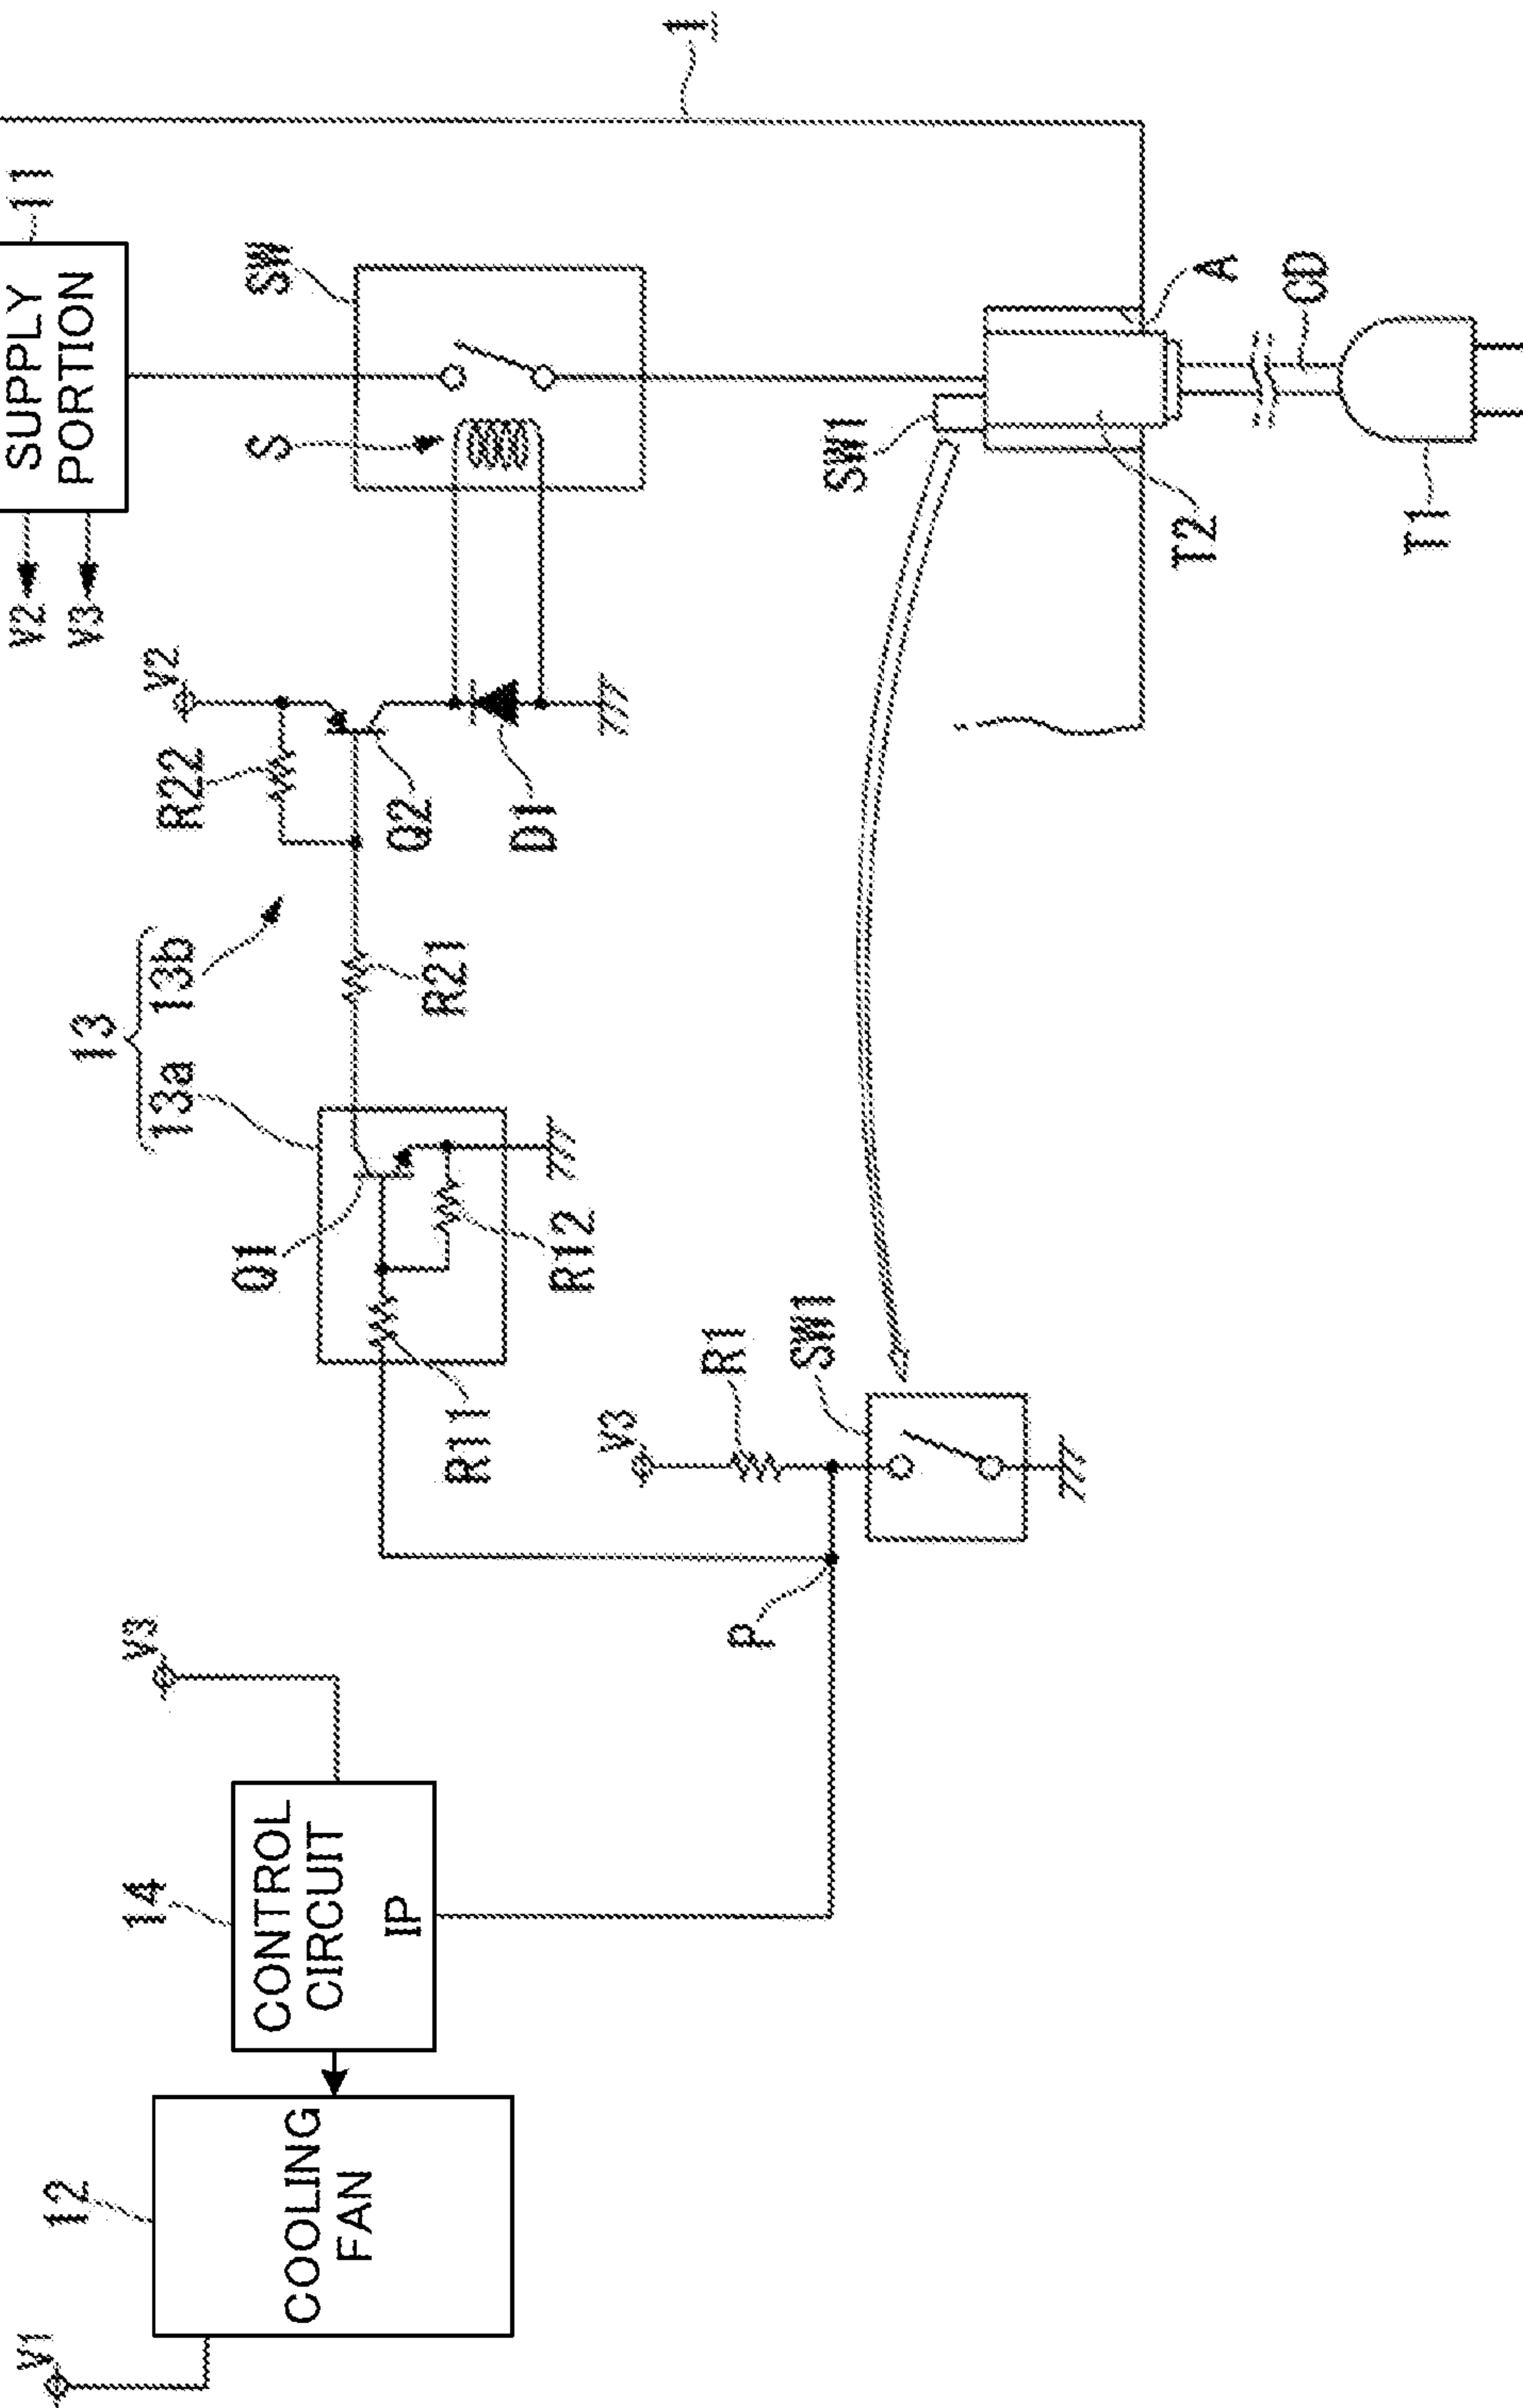 V1
12
COOLING
FAN
14
CONTROL
CIRCUIT
IP
V3
P
V3
R1
SW1
R11
R12
Q1
13
13a
13b
R21
R22
V2
Q2
D1
V2
V3
SUPPLY
PORTION
11
S
SW
SW1
T2
A
CD
T1
1